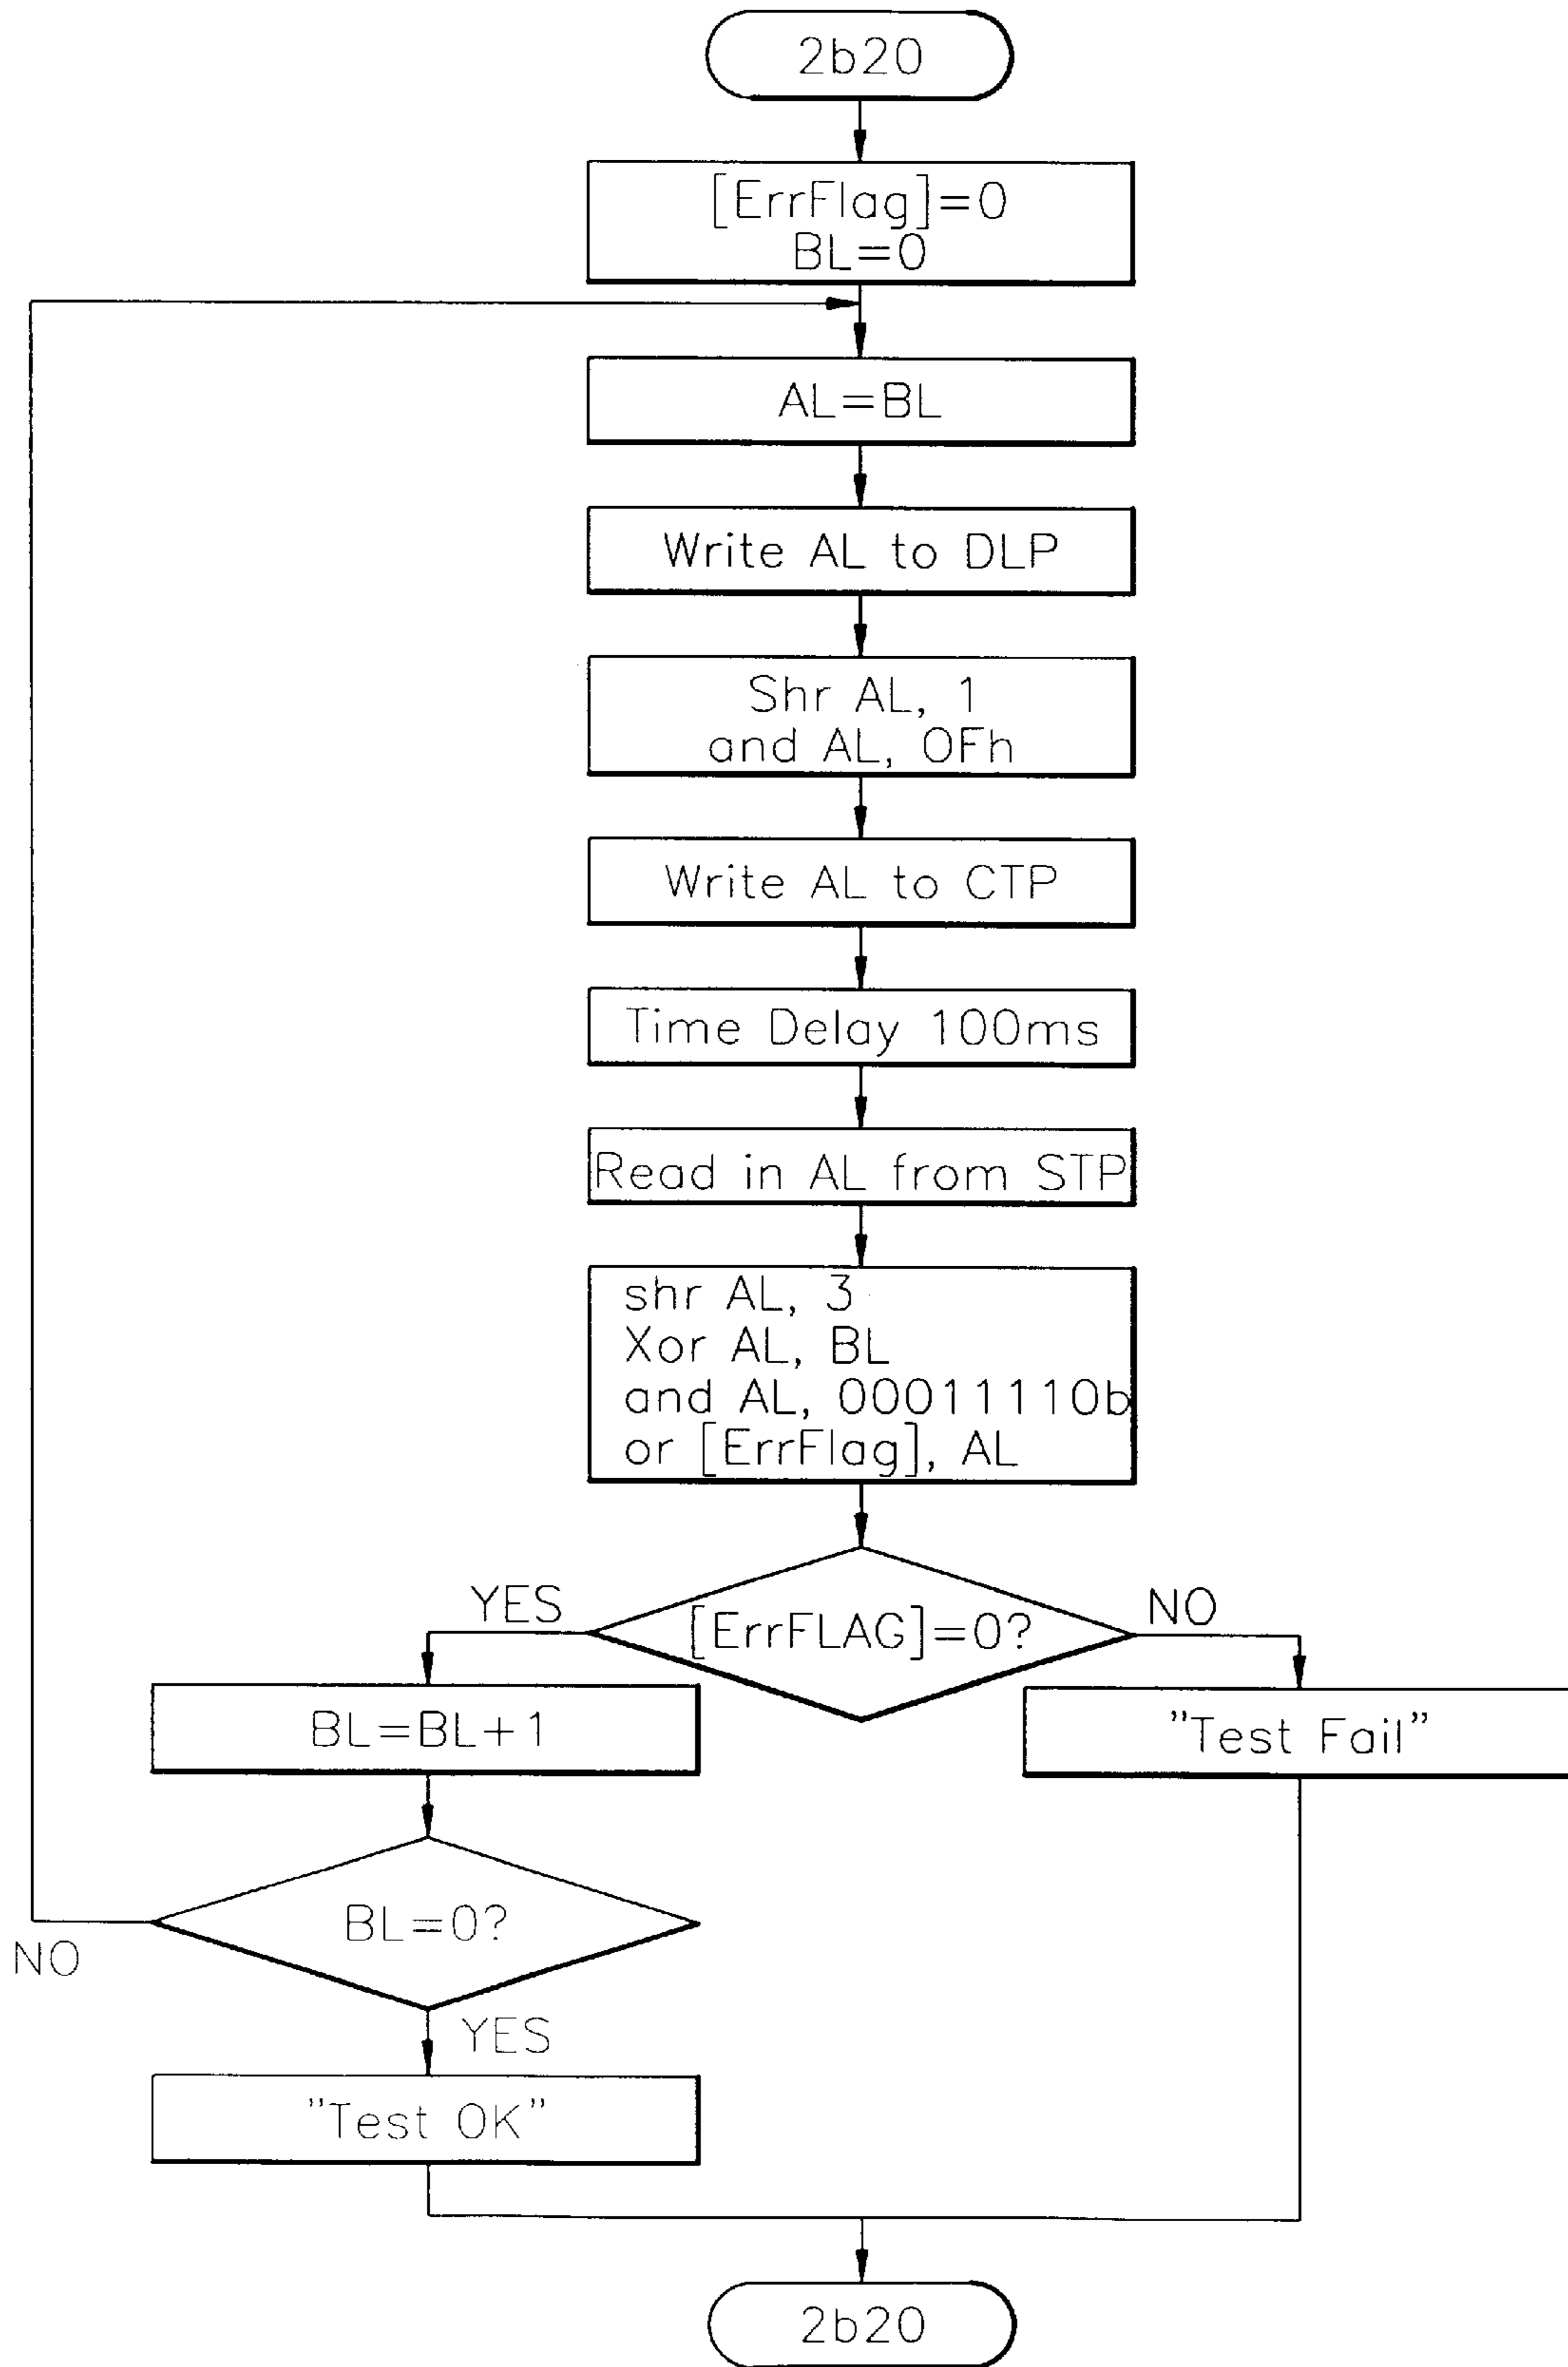 2b20
[ErrFlag]=0
BL=0
AL=BL
Write AL to DLP
Shr AL, 1
and AL, 0Fh
Write AL to CTP
Time Delay 100ms
Read in AL from STP
shr AL, 3
Xor AL, BL
and AL, 00011110b
or [ErrFlag], AL
[ErrFLAG]=0?
YES
NO
BL=BL+1
"Test Fail"
BL=0?
NO
YES
"Test OK"
2b20